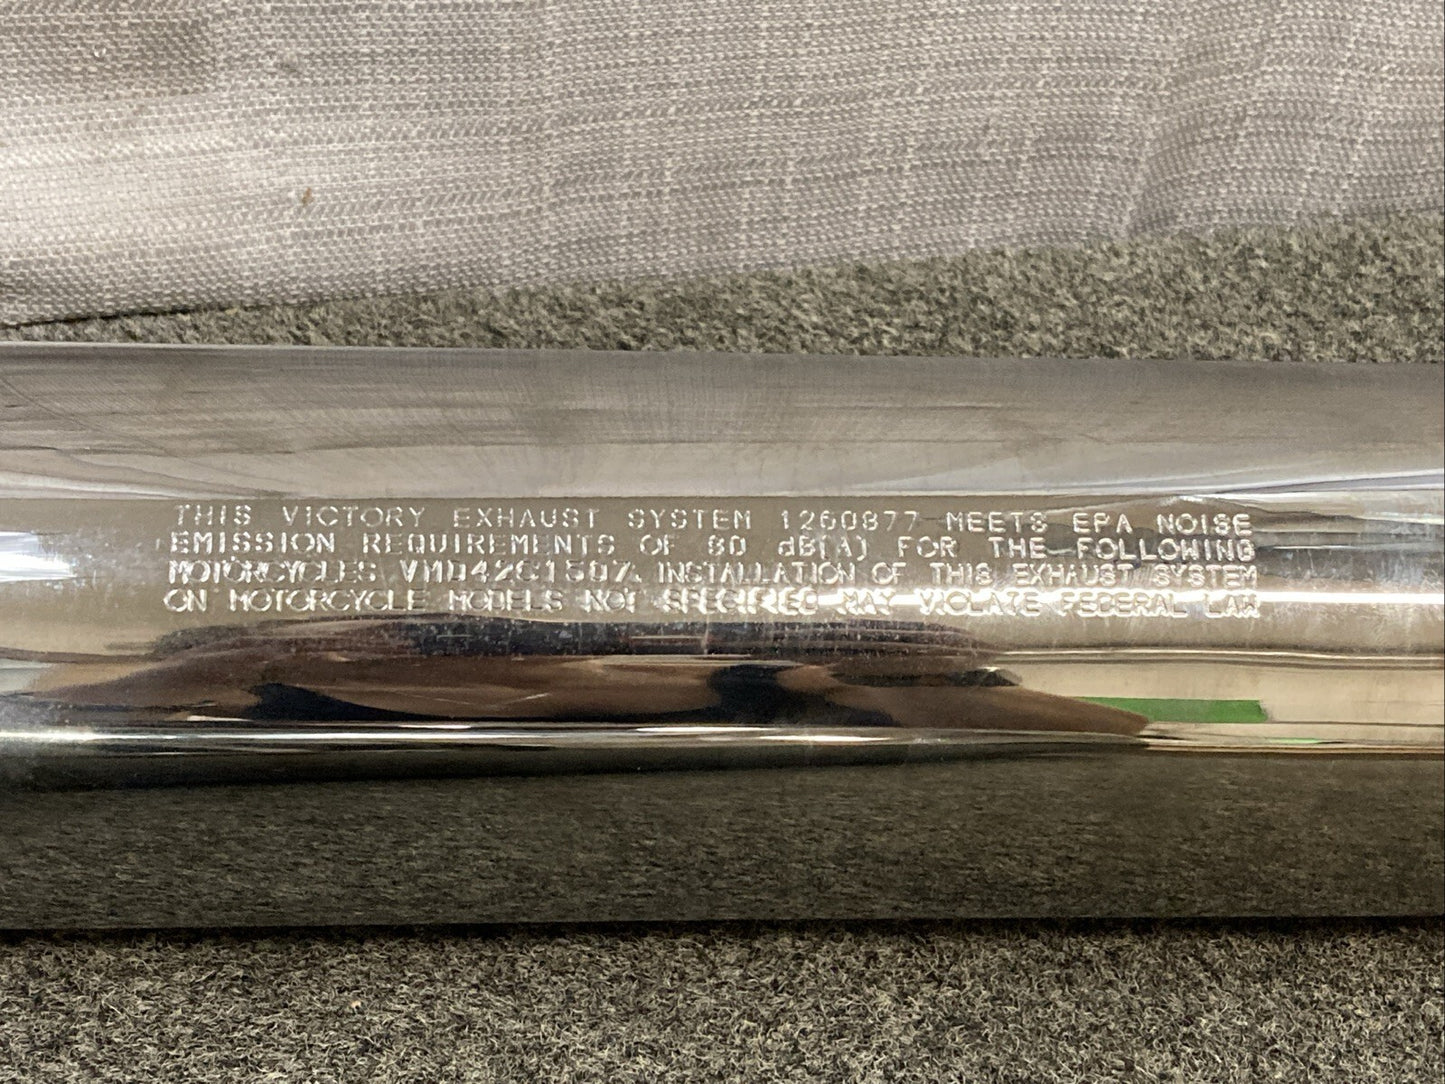 THIS VICTORY EXHAUST SYSTEM 1260877 MEETS EPA NOISE
EMISSION REQUIREMENTS OF 80 dB(A) FOR THE FOLLOWING
MOTORCYCLES INSTALLATION OF THIS EXHAUST SYSTEM
ON MOTORCYCLE MODELS NOT SPECIFIED MAY VIOLATE FEDERAL LAW